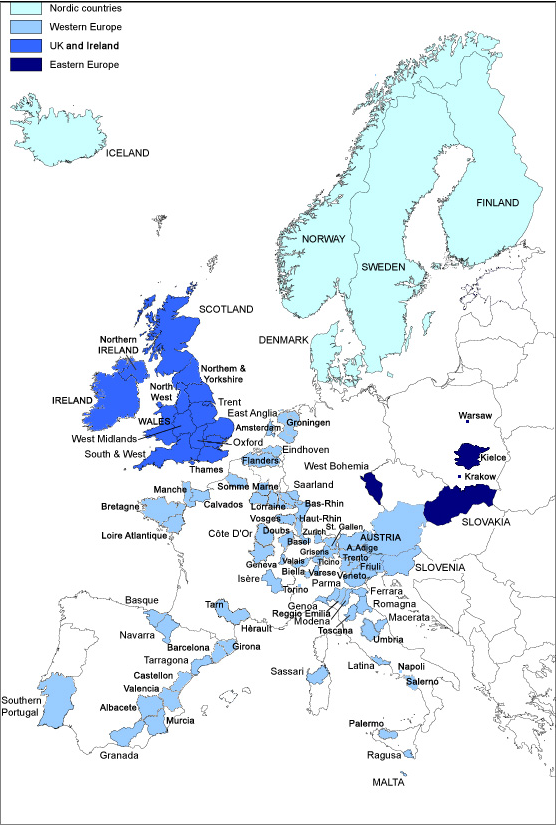 Nordic countries
Western Europe
UK and Ireland
Eastern Europe
ICELAND
FINLAND
NORWAY
SWEDEN
SCOTLAND
DENMARK
Northern
IRELAND
Northern &
Yorkshire
North
West
IRELAND
Trent
East Anglia
WALES
Groningen
Warsaw
Amsterdam
West Midlands
Oxford
Eindhoven
South & West
Kielce
Flanders
Thames
West Bohemia
Krakow
Somme
Marne
Saarland
Manche
Calvados
Lorraine
Bas-Rhin
Bretagne
Vosges
Haut-Rhin
SLOVAKIA
Loire Atlantique
Côte D'Or
Doubs
Zurich
St. Gallen
Basel
AUSTRIA
Grisons
A.Adige
Geneva
Valais
Ticino
Trento
Friuli
SLOVENIA
Isère
Biella
Varese
Veneto
Torino
Parma
Ferrara
Basque
Tarn
Genoa
Romagna
Reggio Emilia
Modena
Macerata
Navarra
Hérault
Toscana
Umbria
Barcelona
Girona
Tarragona
Latina
Napoli
Castellon
Sassari
Salerno
Valencia
Southern
Portugal
Albacete
Murcia
Palermo
Granada
Ragusa
MALTA